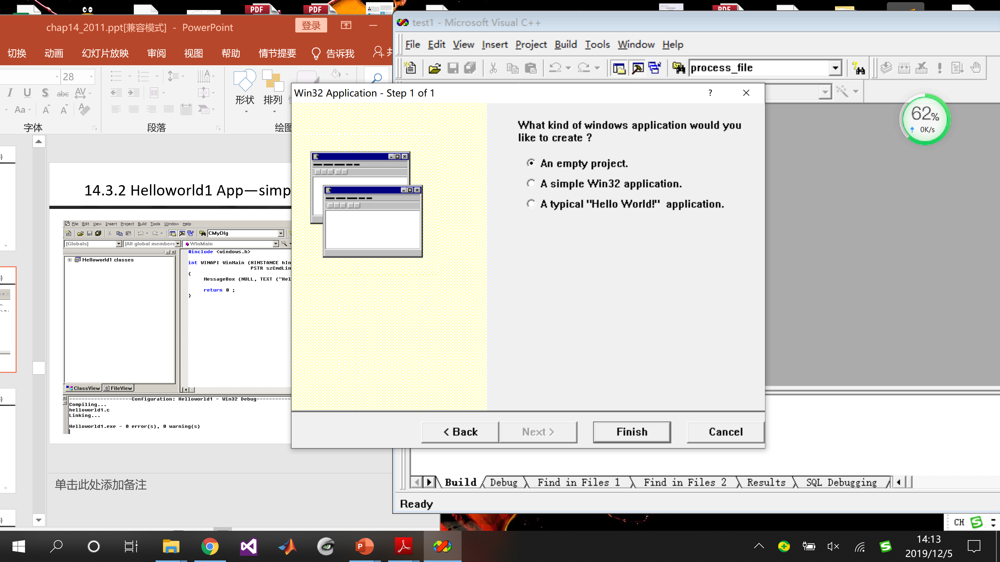 PDF
PDF
PDF
chap14_2011.ppt[兼容模式] - PowerPoint
登录
切换 动画 幻灯片放映 审阅 视图 帮助 情节提要 告诉我
28
I U S abc AV
Aa A A A
形状 排列
字体 段落
14.3.2 Helloworld1 App—simp
File Edit View Insert Project Build Tools Window Help
CMyDlg
(Globals) (All global members WinMain
Helloworld1 classes
#include <windows.h>
int WINAPI WinMain (HINSTANCE hIn
PSTR szCmdLin
{
MessageBox (NULL, TEXT ("Hel
return 0 ;
}
ClassView FileView
--------------------Configuration: Helloworld1 - Win32 Debug-----------
Compiling...
helloworld1.c
Linking...
Helloworld1.exe - 0 error(s), 0 warning(s)
单击此处添加备注
test1 - Microsoft Visual C++
File Edit View Insert Project Build Tools Window Help
process_file
Win32 Application - Step 1 of 1
What kind of windows application would you
like to create ?
An empty project.
A simple Win32 application.
A typical "Hello World!" application.
< Back Next > Finish Cancel
62%
0K/s
Build Debug Find in Files 1 Find in Files 2 Results SQL Debugging
Ready
CH
14:13
2019/12/5